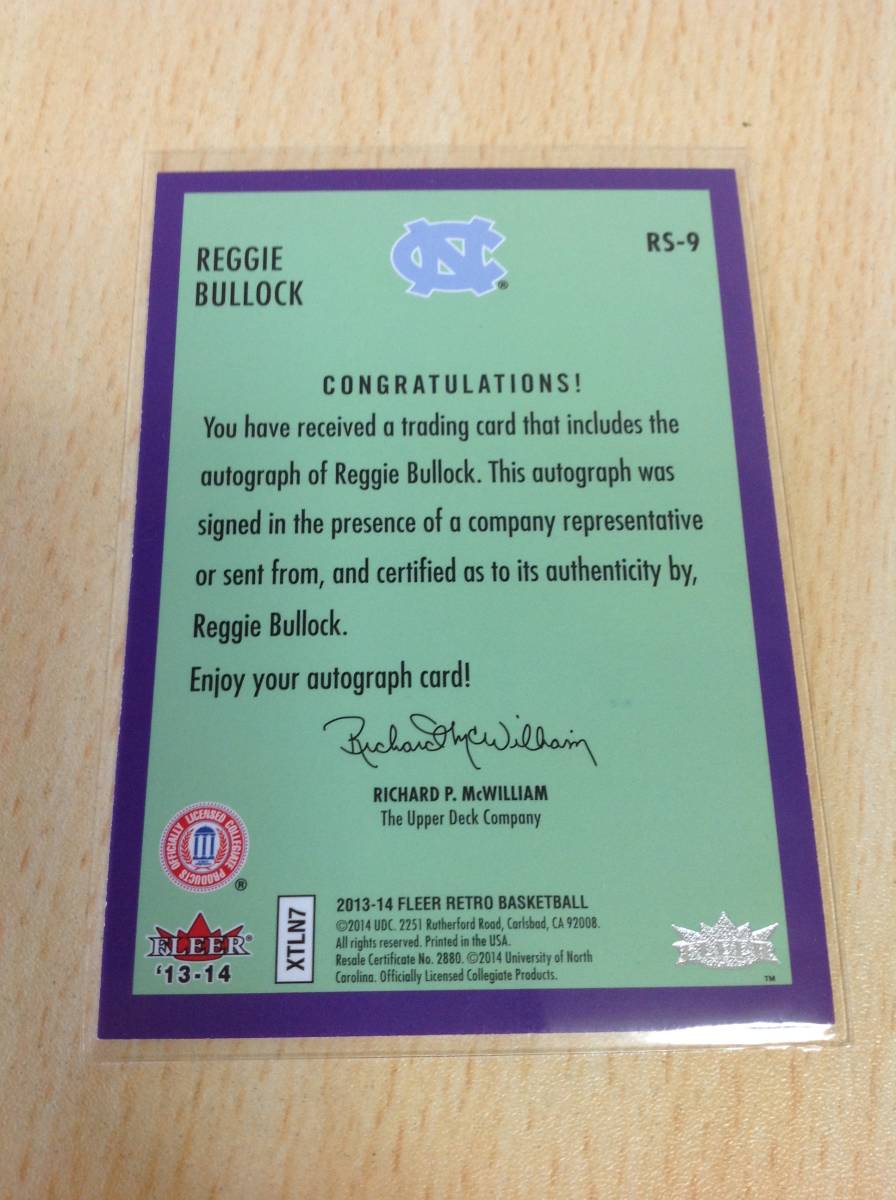 REGGIE
BULLOCK
NC
®
RS-9
CONGRATULATIONS!
You have received a trading card that includes the
autograph of Reggie Bullock. This autograph was
signed in the presence of a company representative
or sent from, and certified as to its authenticity by,
Reggie Bullock.
Enjoy your autograph card!
Richard McWilliam
RICHARD P. McWILLIAM
The Upper Deck Company
OFFICIALLY LICENSED COLLEGIATE PRODUCTS
®
FLEER®
'13-14
XTLN7
2013-14 FLEER RETRO BASKETBALL
©2014 UDC. 2251 Rutherford Road, Carlsbad, CA 92008.
All rights reserved. Printed in the USA.
Resale Certificate No. 2880. ©2014 University of North
Carolina. Officially Licensed Collegiate Products.
TM